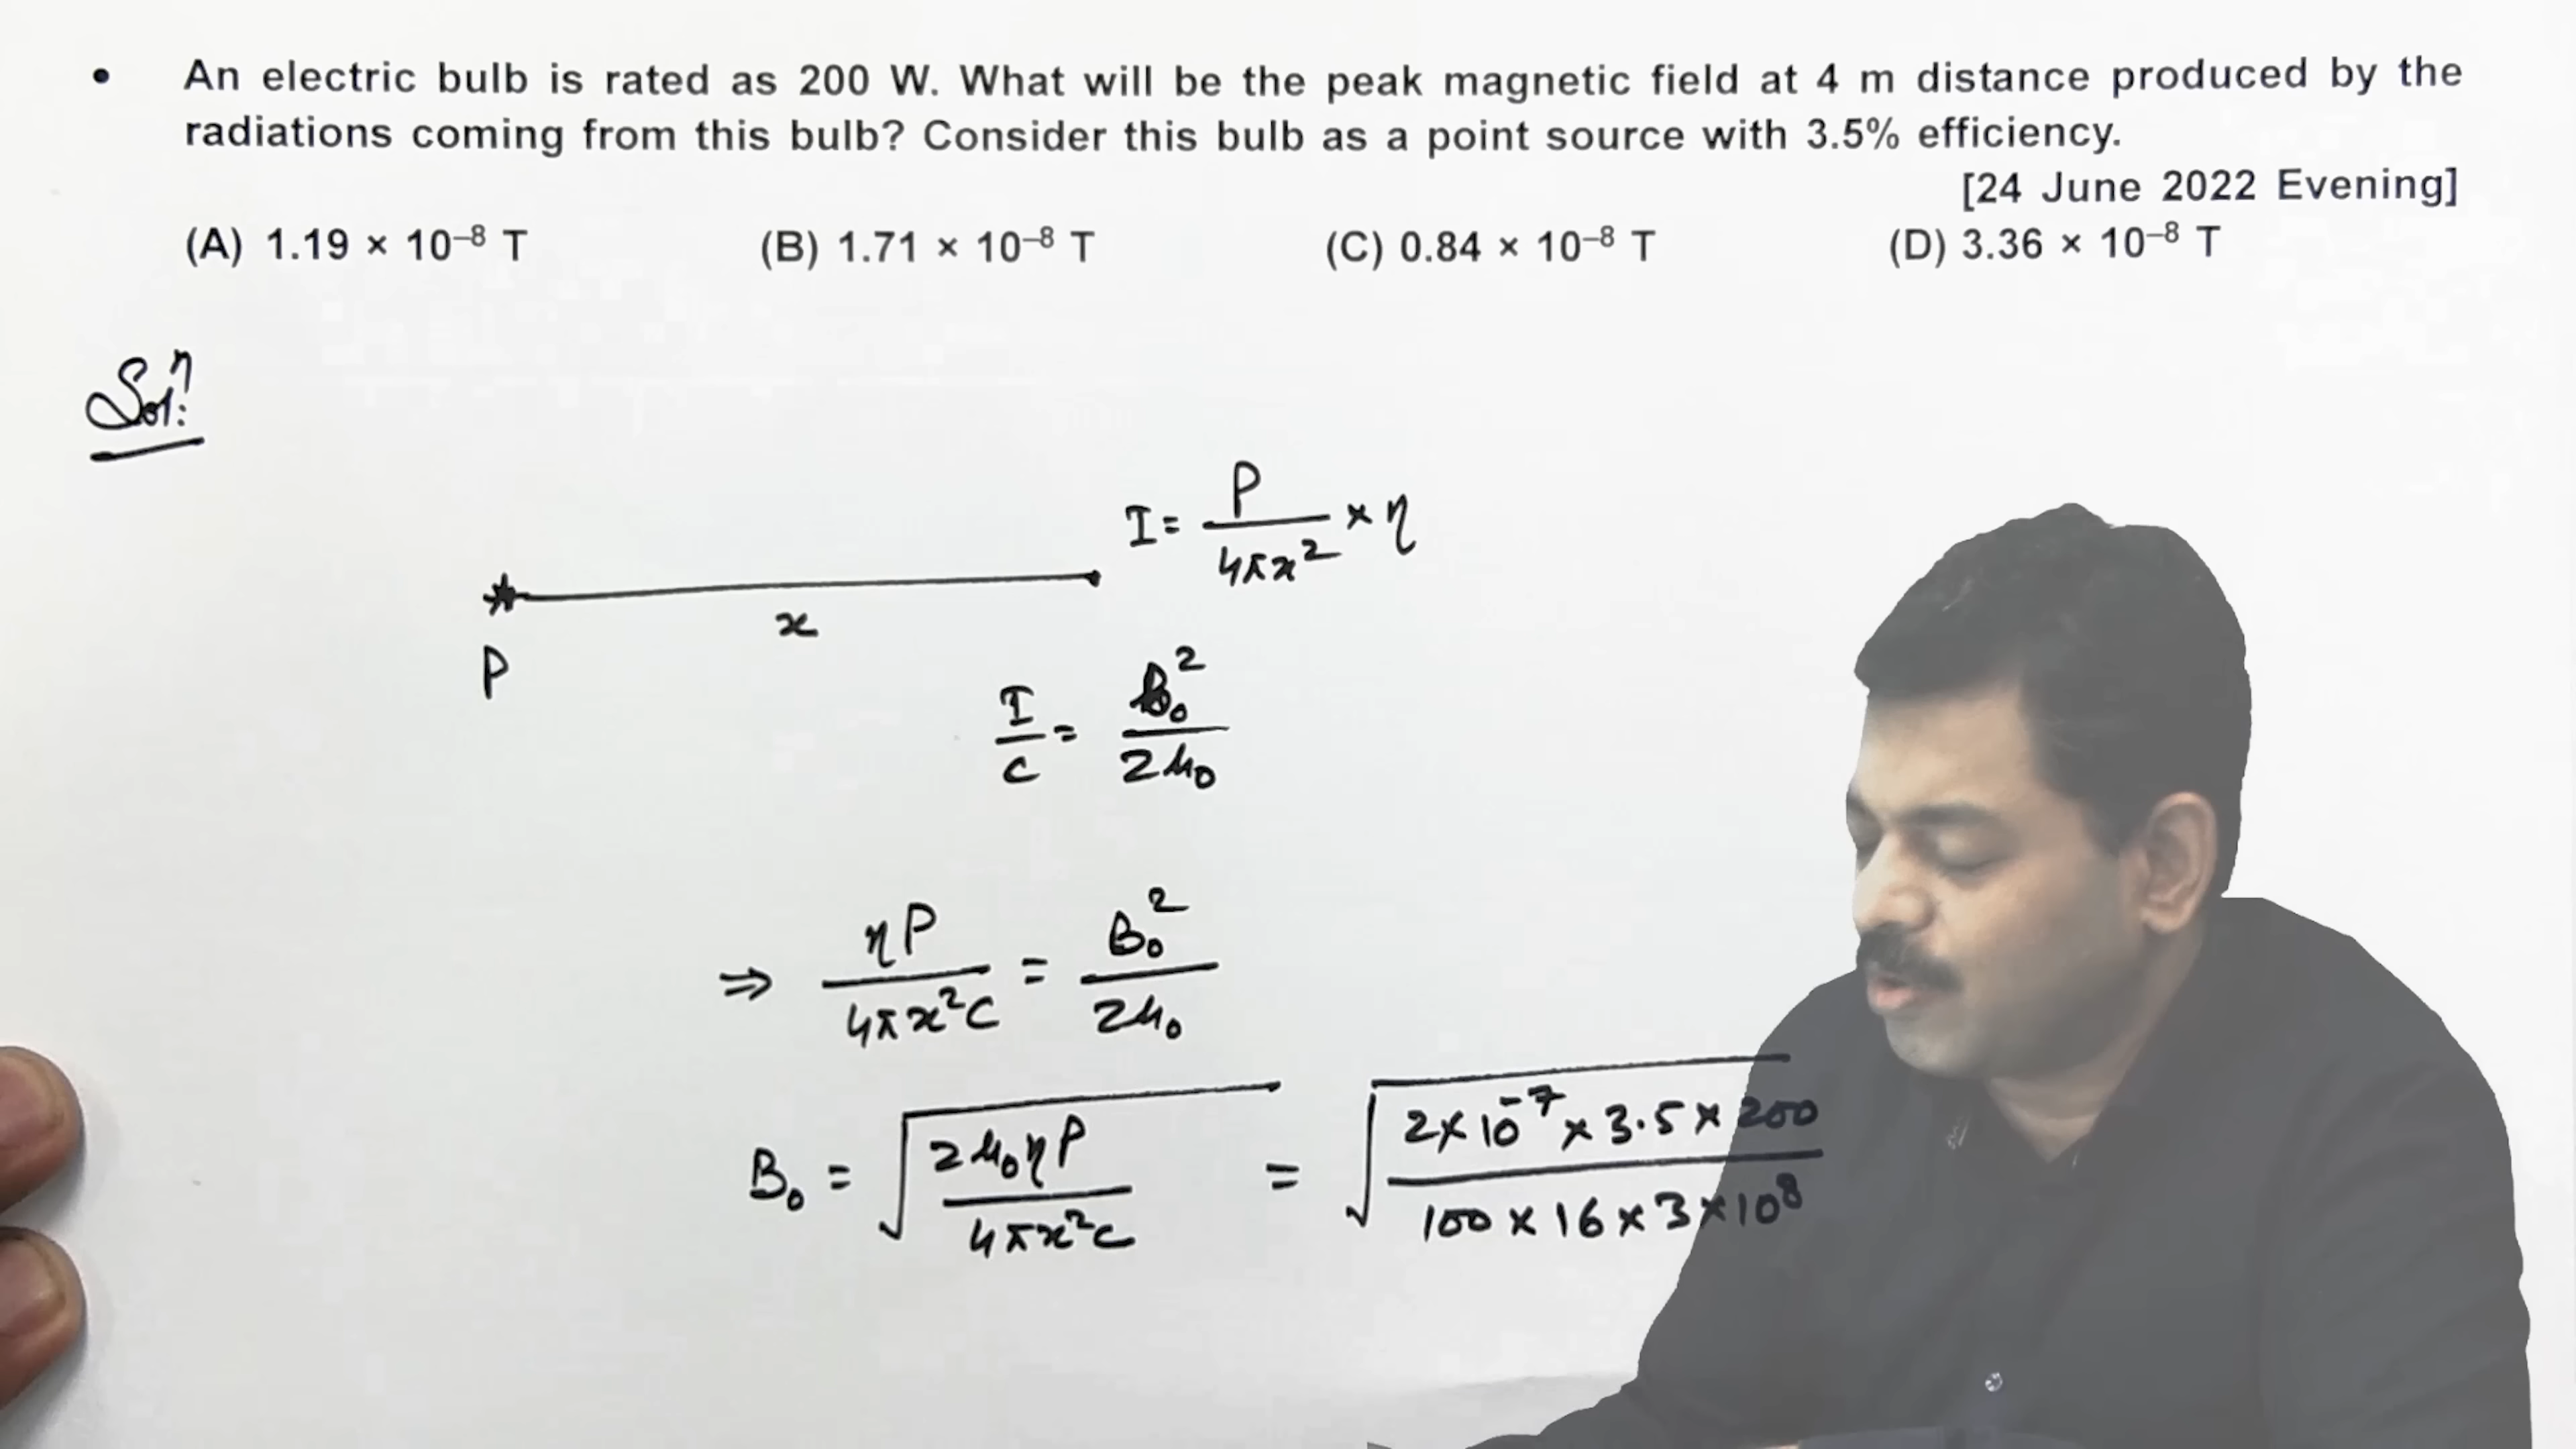 • An electric bulb is rated as 200 W. What will be the peak magnetic field at 4 m distance produced by the
radiations coming from this bulb? Consider this bulb as a point source with 3.5% efficiency.
[24 June 2022 Evening]
(A) 1.19 × 10⁻⁸ T (B) 1.71 × 10⁻⁸ T (C) 0.84 × 10⁻⁸ T (D) 3.36 × 10⁻⁸ T
Solⁿ:
I = P / 4πx² × η
x
P
I / c = B₀² / 2μ₀
⇒ ηP / 4πx²c = B₀² / 2μ₀
B₀ = √(2μ₀ηP / 4πx²c) = √(2×10⁻⁷ × 3.5 × 200 / 100 × 16 × 3 × 10⁸)